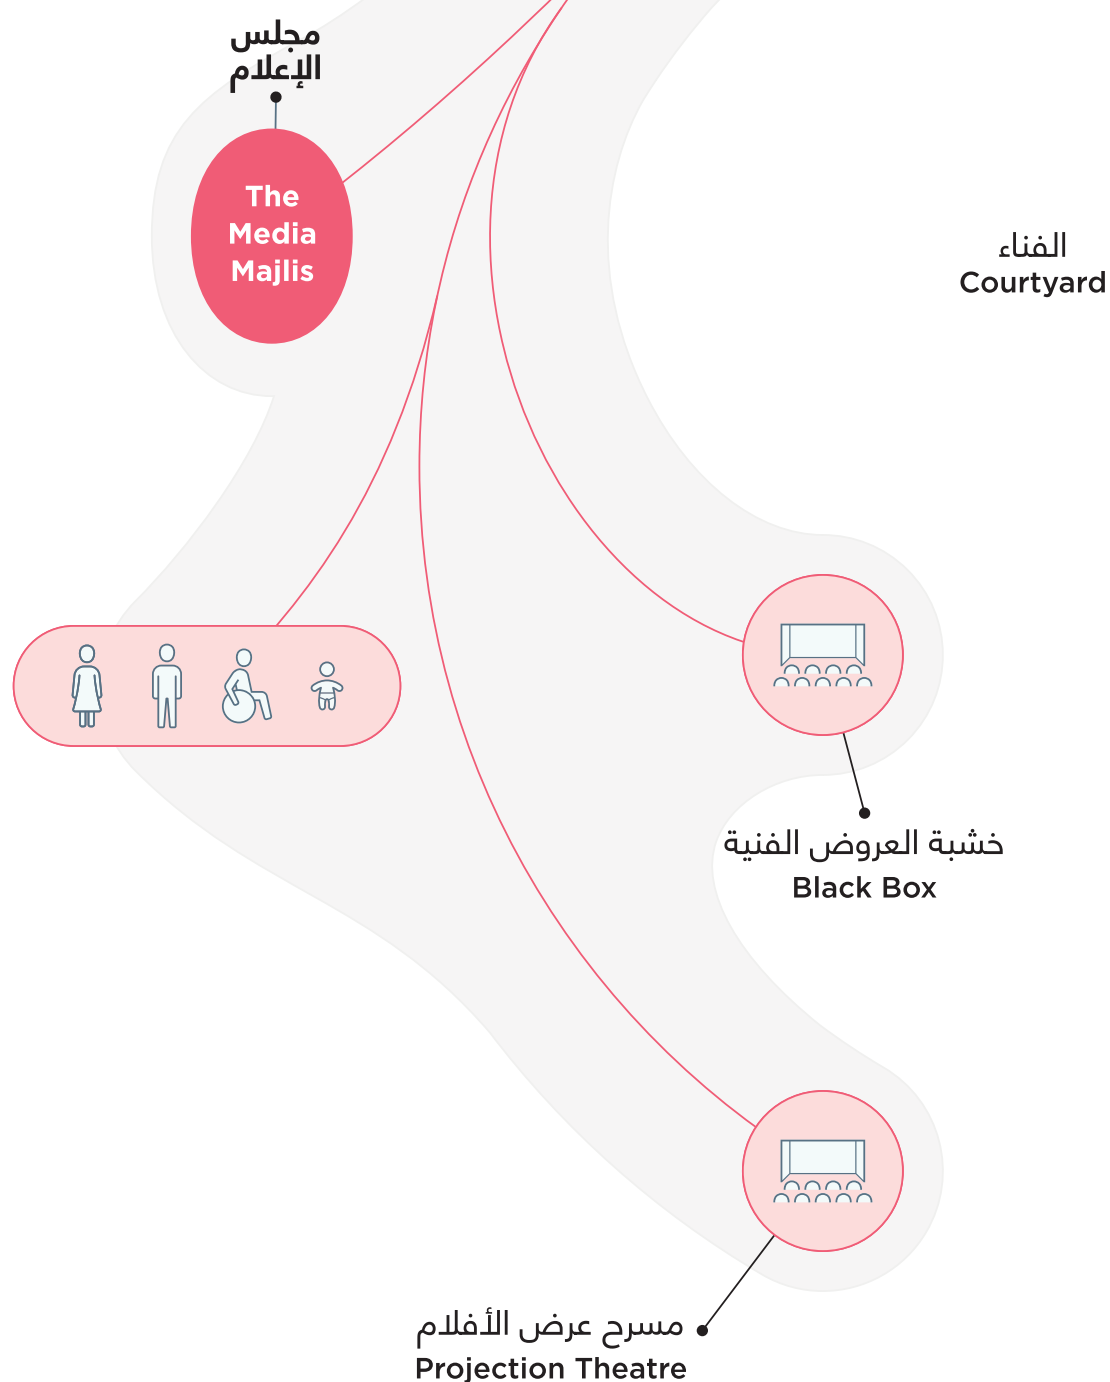 مجلس
الإعلام
The
Media
Majlis
الفناء
Courtyard
خشبة العروض الفنية
Black Box
مسرح عرض الأفلام
Projection Theatre